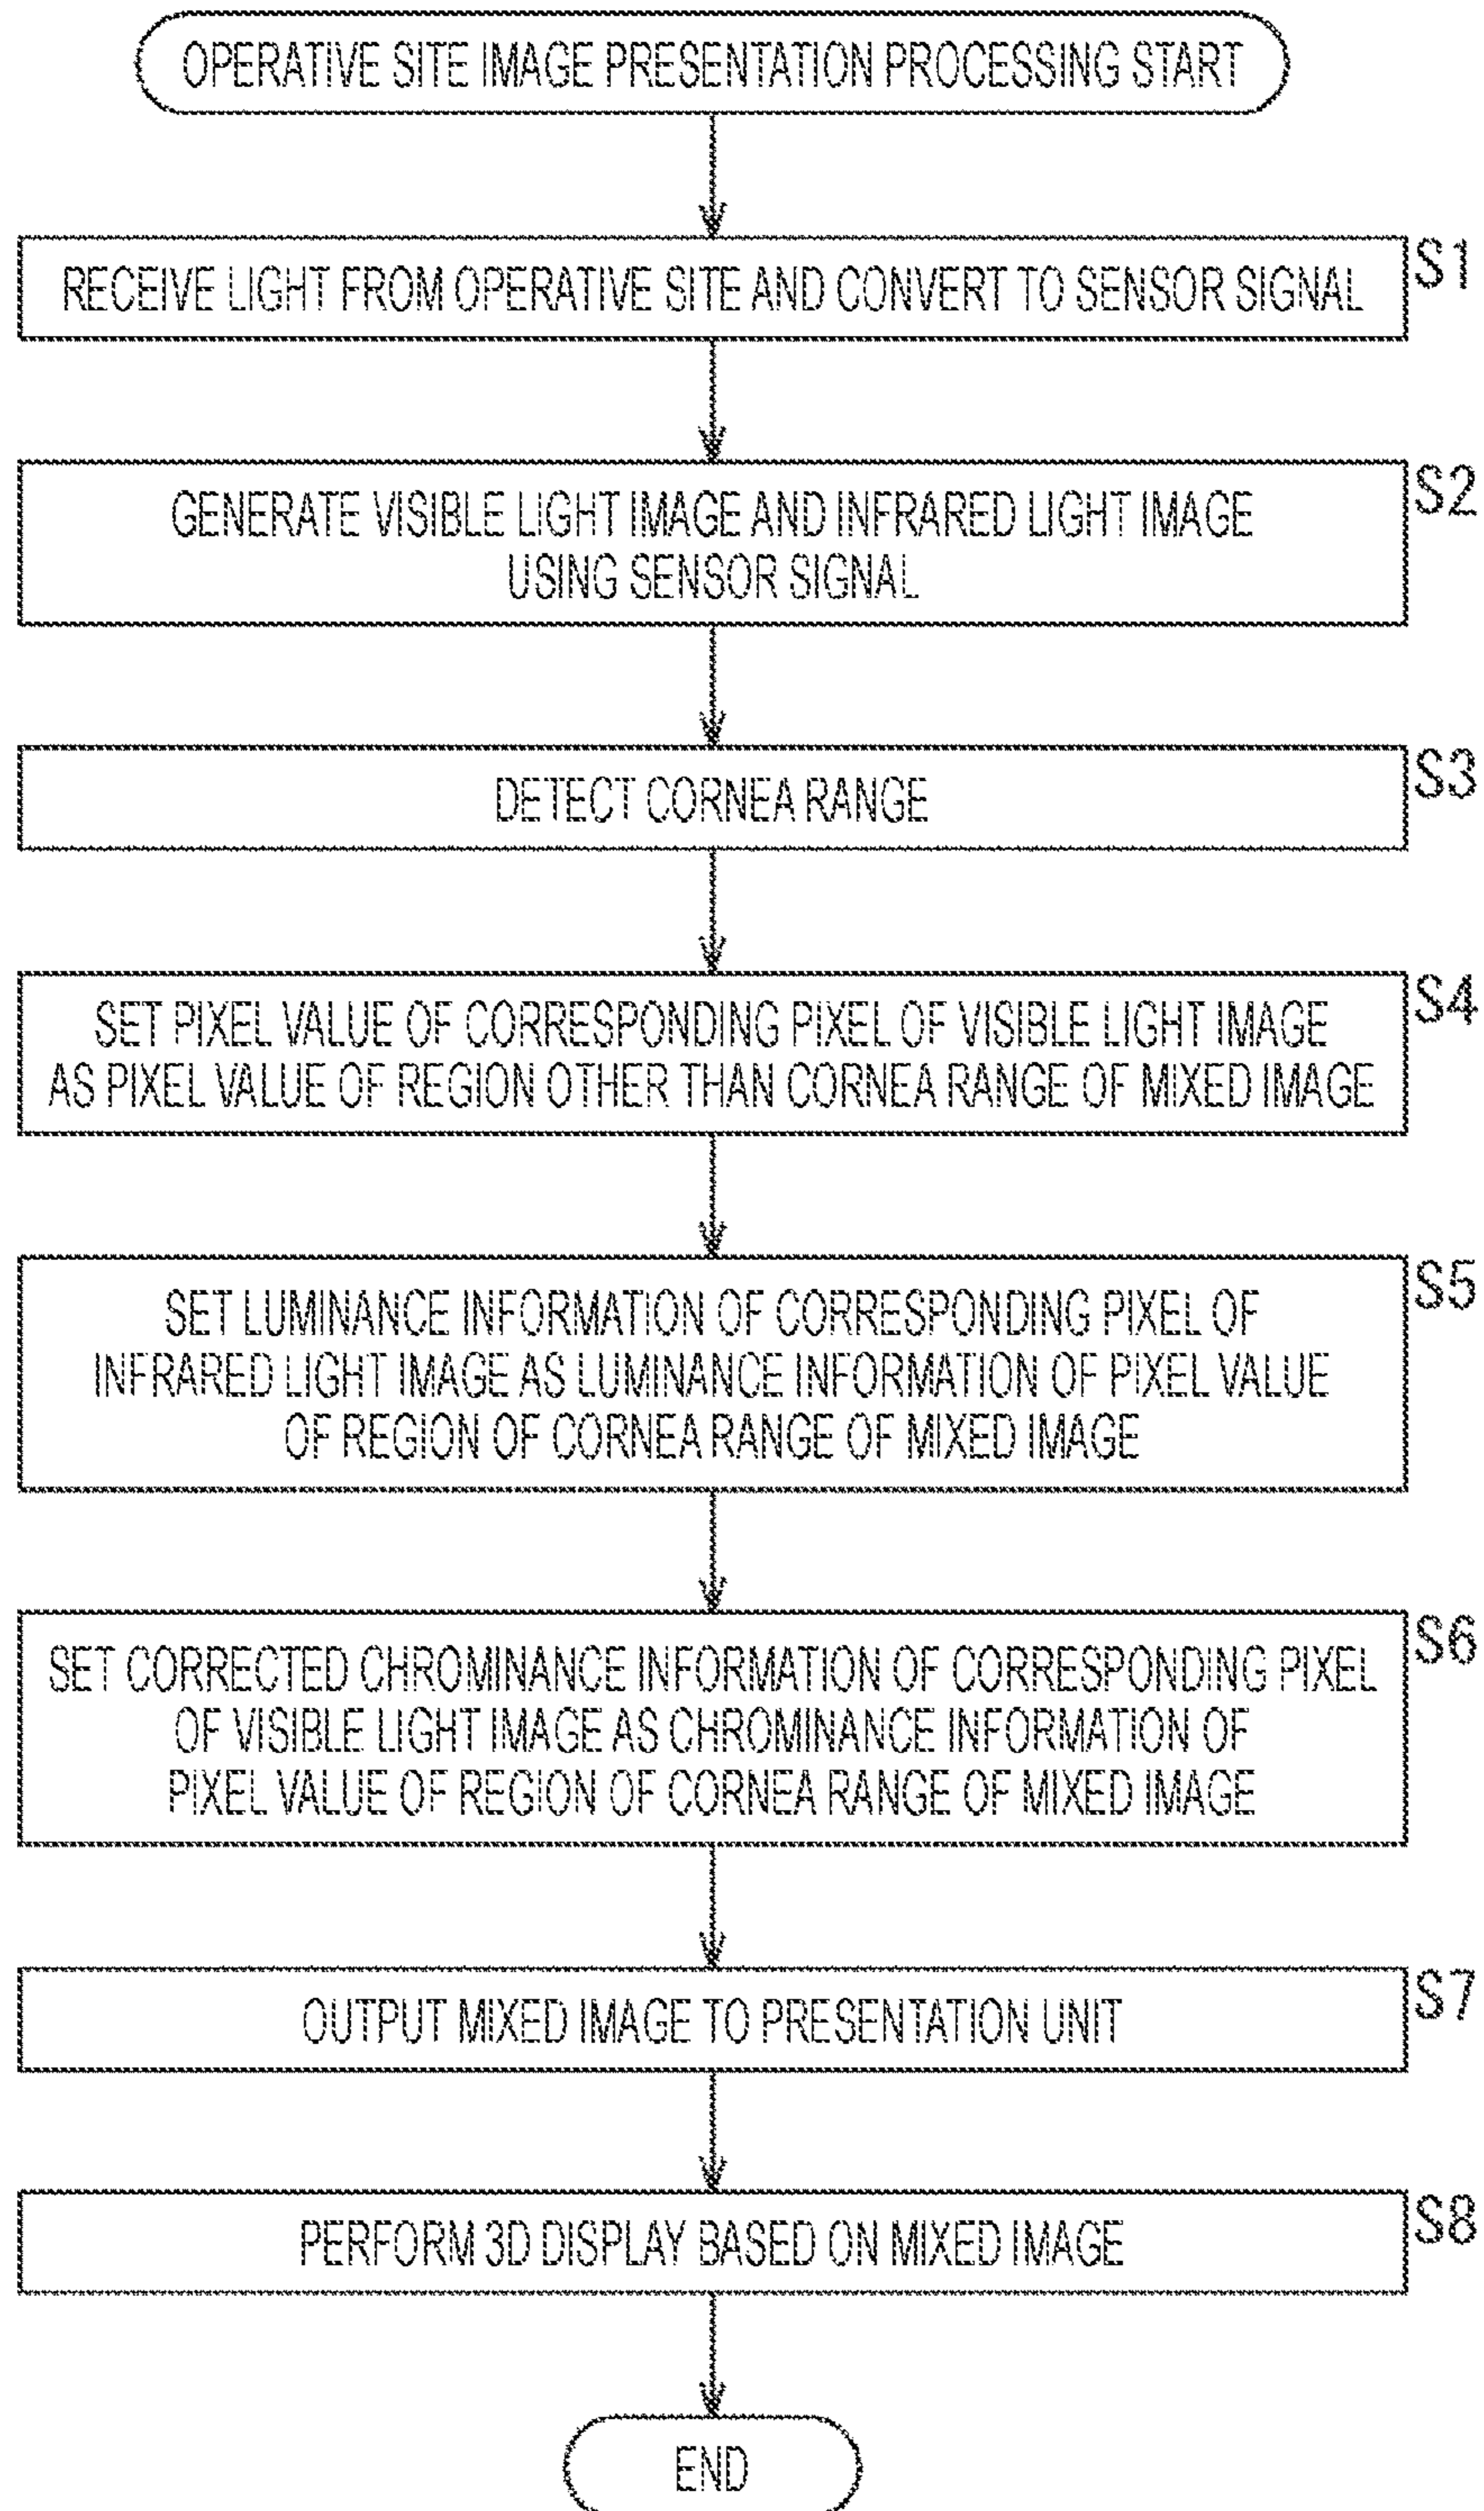 OPERATIVE SITE IMAGE PRESENTATION PROCESSING START
S1
RECEIVE LIGHT FROM OPERATIVE SITE AND CONVERT TO SENSOR SIGNAL
S2
GENERATE VISIBLE LIGHT IMAGE AND INFRARED LIGHT IMAGE
USING SENSOR SIGNAL
S3
DETECT CORNEA RANGE
S4
SET PIXEL VALUE OF CORRESPONDING PIXEL OF VISIBLE LIGHT IMAGE
AS PIXEL VALUE OF REGION OTHER THAN CORNEA RANGE OF MIXED IMAGE
S5
SET LUMINANCE INFORMATION OF CORRESPONDING PIXEL OF
INFRARED LIGHT IMAGE AS LUMINANCE INFORMATION OF PIXEL VALUE
OF REGION OF CORNEA RANGE OF MIXED IMAGE
S6
SET CORRECTED CHROMINANCE INFORMATION OF CORRESPONDING PIXEL
OF VISIBLE LIGHT IMAGE AS CHROMINANCE INFORMATION OF
PIXEL VALUE OF REGION OF CORNEA RANGE OF MIXED IMAGE
S7
OUTPUT MIXED IMAGE TO PRESENTATION UNIT
S8
PERFORM 3D DISPLAY BASED ON MIXED IMAGE
END